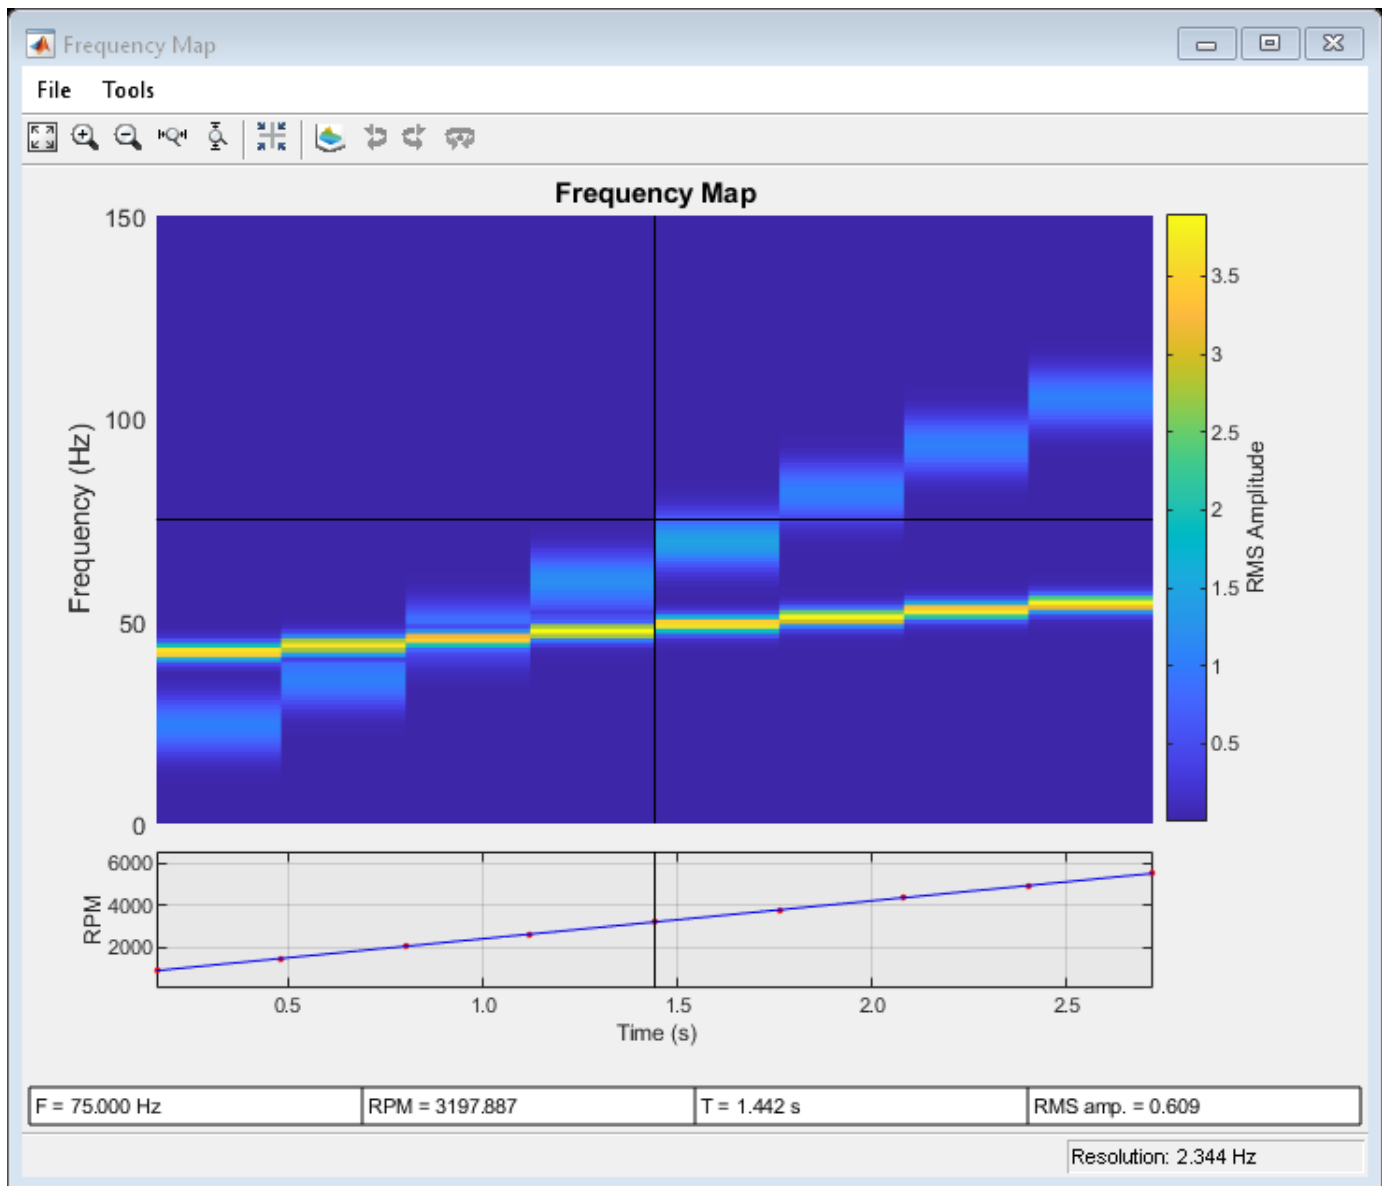 Frequency Map
File Tools
Frequency Map
150
100
50
0
Frequency (Hz)
3.5
3
2.5
2
1.5
1
0.5
RMS Amplitude
6000
4000
2000
RPM
0.5 1.0 1.5 2.0 2.5
Time (s)
F = 75.000 Hz RPM = 3197.887 T = 1.442 s RMS amp. = 0.609
Resolution: 2.344 Hz